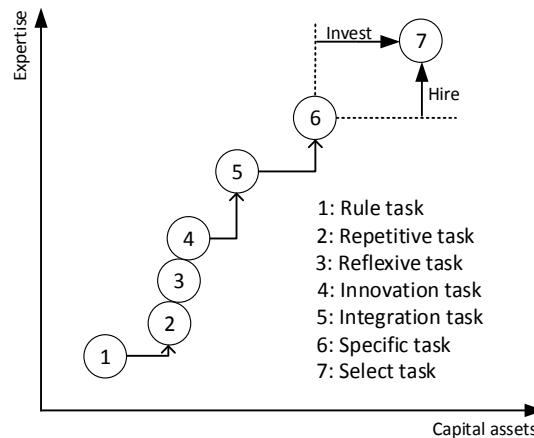 Expertise
Invest
7
Hire
6
5
4
3
2
1
1: Rule task
2: Repetitive task
3: Reflexive task
4: Innovation task
5: Integration task
6: Specific task
7: Select task
Capital assets